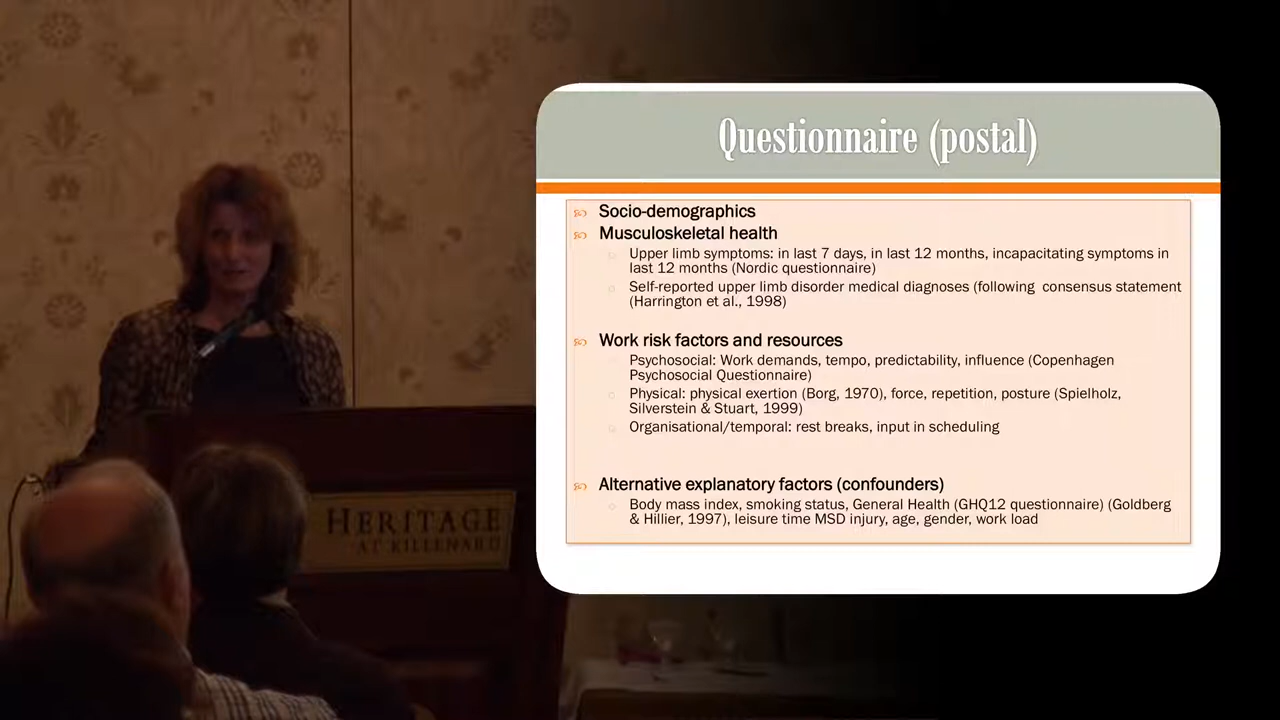 Questionnaire (postal)
Socio-demographics
Musculoskeletal health
Upper limb symptoms: in last 7 days, in last 12 months, incapacitating symptoms in
last 12 months (Nordic questionnaire)
Self-reported upper limb disorder medical diagnoses (following consensus statement
(Harrington et al., 1998)
Work risk factors and resources
Psychosocial: Work demands, tempo, predictability, influence (Copenhagen
Psychosocial Questionnaire)
Physical: physical exertion (Borg, 1970), force, repetition, posture (Spielholz,
Silverstein & Stuart, 1999)
Organisational/temporal: rest breaks, input in scheduling
Alternative explanatory factors (confounders)
Body mass index, smoking status, General Health (GHQ12 questionnaire) (Goldberg
& Hillier, 1997), leisure time MSD injury, age, gender, work load
HERITAGE
AT KILLENARD